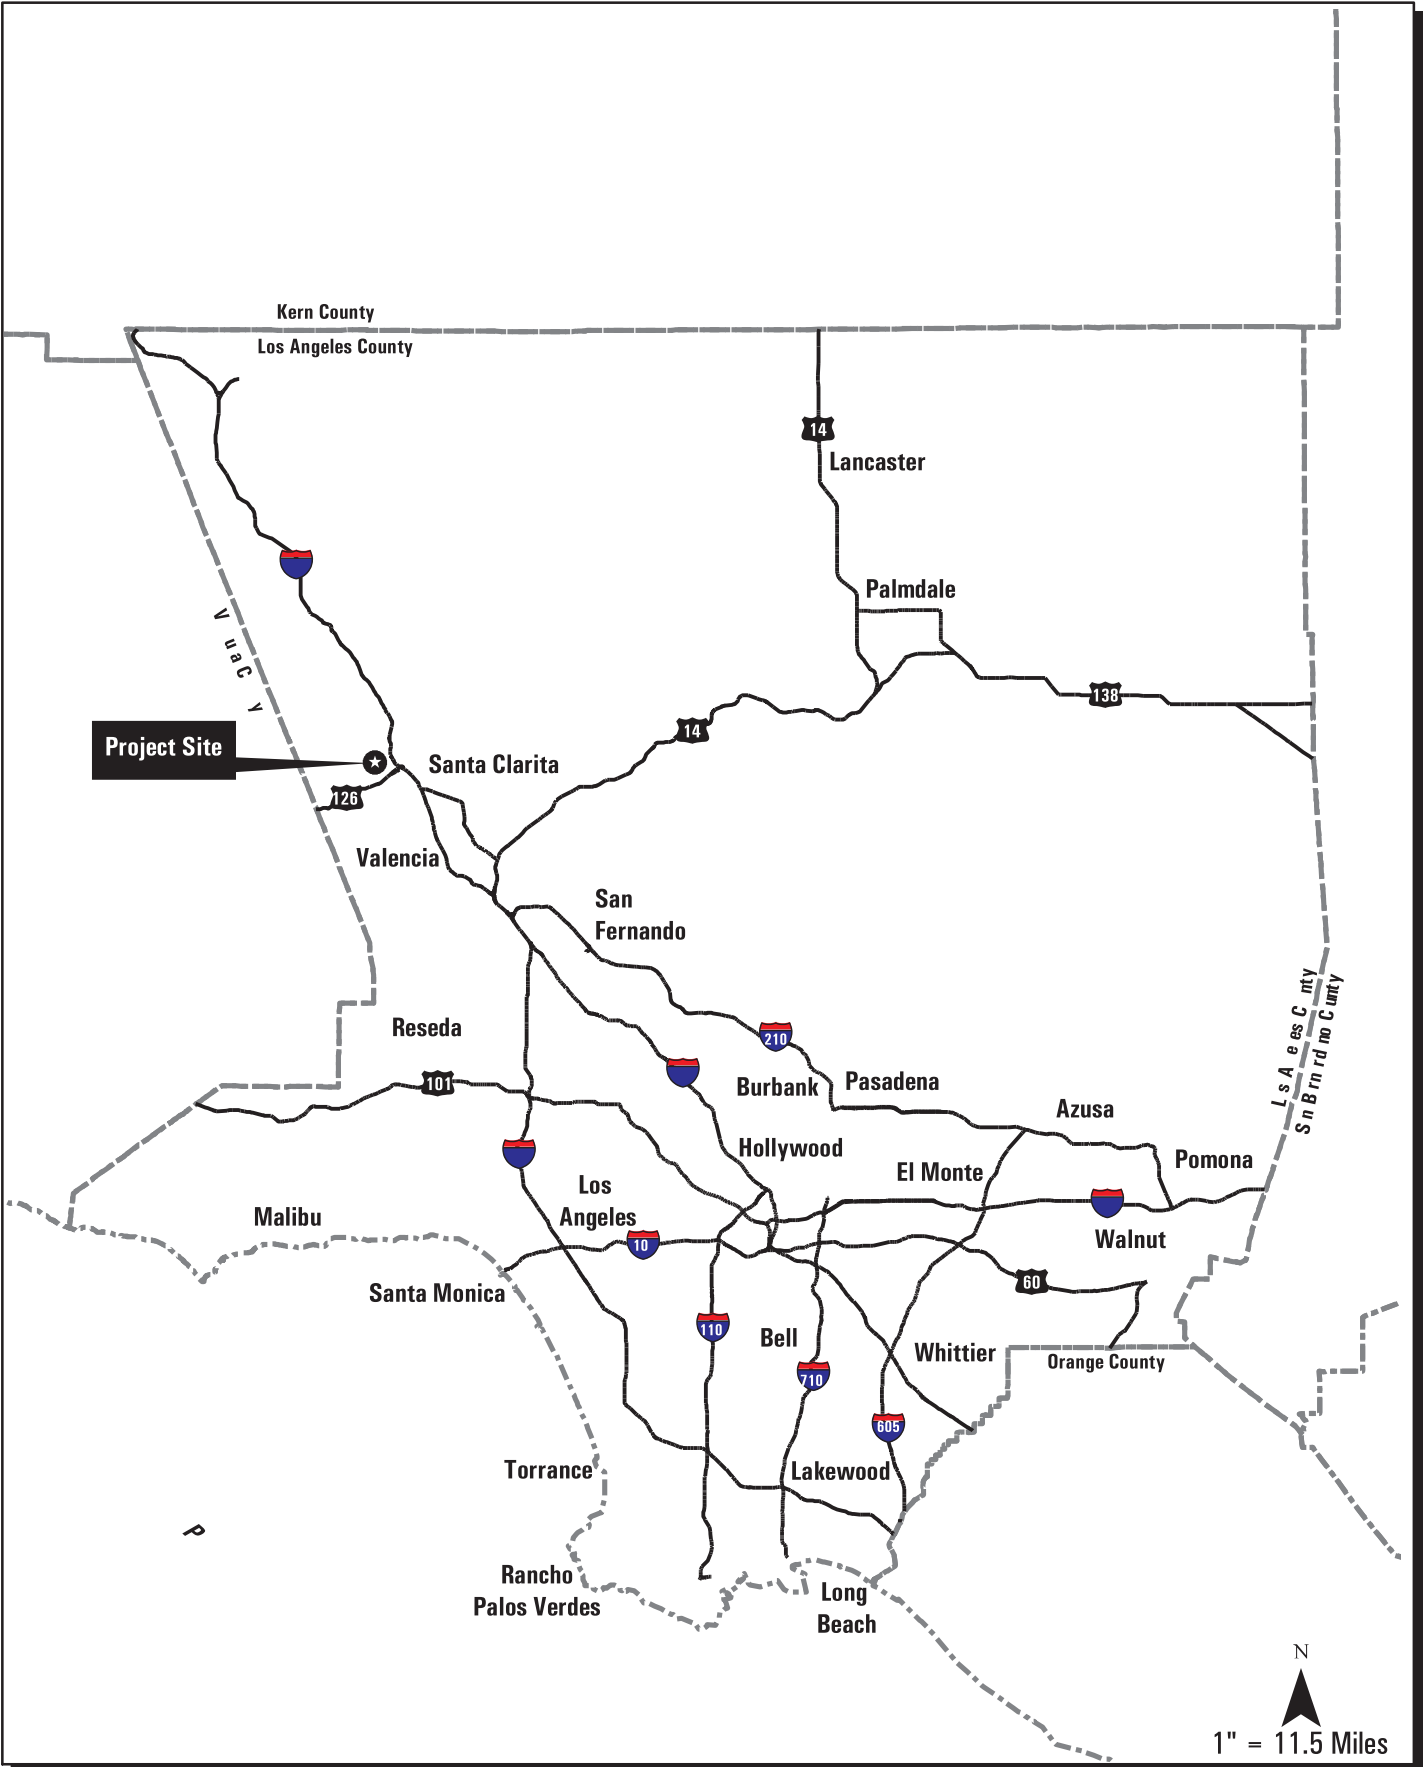 Kern County
Los Angeles County
14
Lancaster
Palmdale
138
14
Project Site
Santa Clarita
126
Valencia
San
Fernando
Reseda
210
101
Burbank
Pasadena
Azusa
Hollywood
Pomona
El Monte
Los
Angeles
Malibu
10
Walnut
Santa Monica
60
110
Bell
Whittier
Orange County
710
605
Torrance
Lakewood
P
Rancho
Palos Verdes
Long
Beach
N
1" = 11.5 Miles